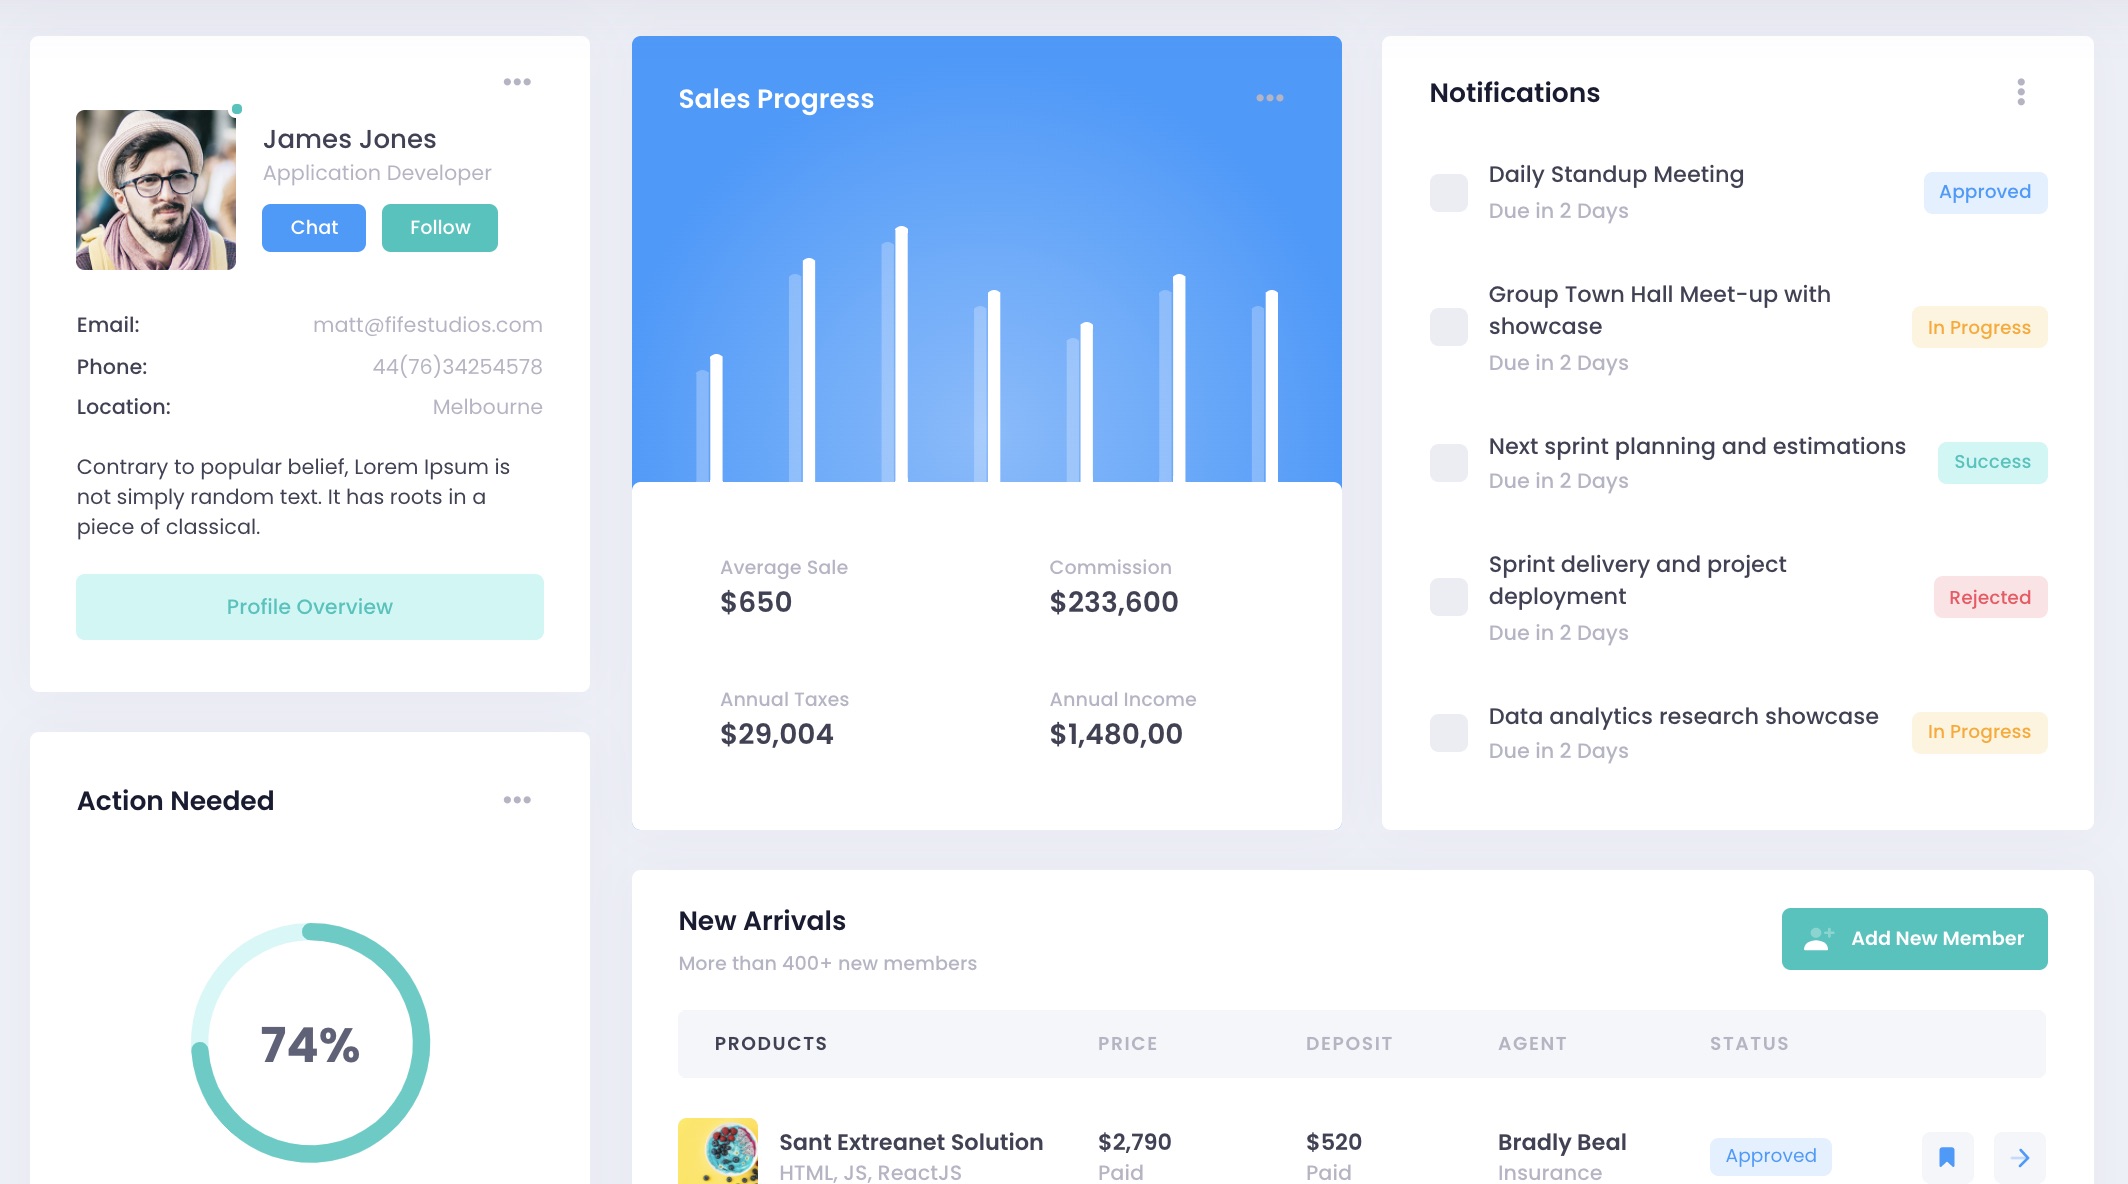 James Jones
Application Developer
Chat
Follow
Email:
matt@fifestudios.com
Phone:
44(76)34254578
Location:
Melbourne
Contrary to popular belief, Lorem Ipsum is
not simply random text. It has roots in a
piece of classical.
Profile Overview
Action Needed
74%
Sales Progress
Average Sale
$650
Commission
$233,600
Annual Taxes
$29,004
Annual Income
$1,480,00
Notifications
Daily Standup Meeting
Due in 2 Days
Approved
Group Town Hall Meet-up with
showcase
Due in 2 Days
In Progress
Next sprint planning and estimations
Due in 2 Days
Success
Sprint delivery and project
deployment
Due in 2 Days
Rejected
Data analytics research showcase
Due in 2 Days
In Progress
New Arrivals
More than 400+ new members
Add New Member
PRODUCTS PRICE DEPOSIT AGENT STATUS
Sant Extreanet Solution $2,790 $520 Bradly Beal Approved
HTML, JS, ReactJS Paid Paid Insurance